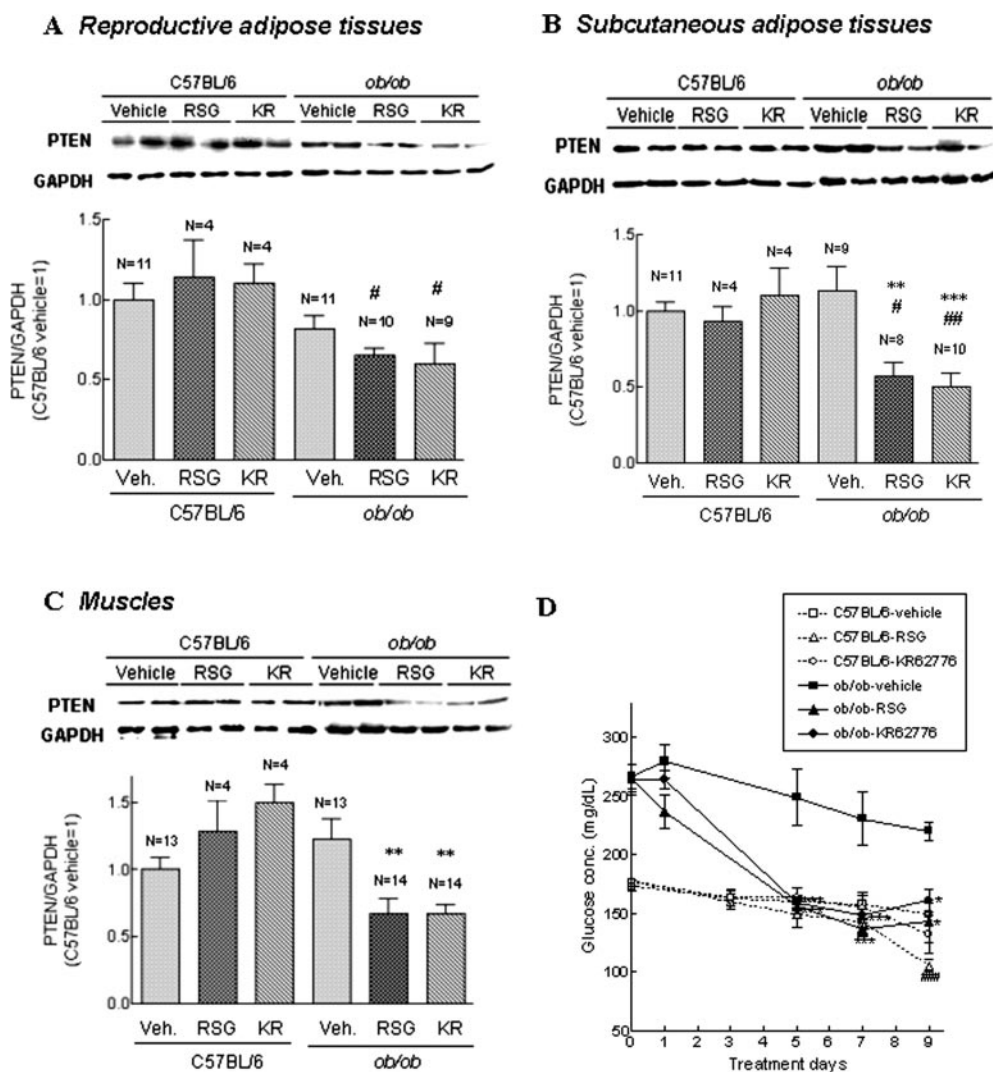 A Reproductive adipose tissues
C57BL/6 ob/ob
Vehicle RSG KR Vehicle RSG KR
PTEN
GAPDH
PTEN/GAPDH
(C57BL/6 vehicle=1)
1.5
1.0
0.5
0.0
N=11
N=4
N=4
N=11
#
N=10
#
N=9
Veh. RSG KR Veh. RSG KR
C57BL/6 ob/ob
B Subcutaneous adipose tissues
C57BL/6 ob/ob
Vehicle RSG KR Vehicle RSG KR
PTEN
GAPDH
PTEN/GAPDH
(C57BL/6 vehicle=1)
1.5
1.0
0.5
0.0
N=11
N=4
N=4
N=9
**
#
N=8
***
##
N=10
Veh. RSG KR Veh. RSG KR
C57BL/6 ob/ob
C Muscles
C57BL/6 ob/ob
Vehicle RSG KR Vehicle RSG KR
PTEN
GAPDH
PTEN/GAPDH
(C57BL/6 vehicle=1)
1.5
1.0
0.5
0.0
N=13
N=4
N=4
N=13
**
N=14
**
N=14
Veh. RSG KR Veh. RSG KR
C57BL/6 ob/ob
D
C57BL/6-vehicle
C57BL/6-RSG
C57BL/6-KR62776
ob/ob-vehicle
ob/ob-RSG
ob/ob-KR62776
Glucose conc. (mg/dL)
300
250
200
150
100
50
0 1 2 3 4 5 6 7 8 9
Treatment days